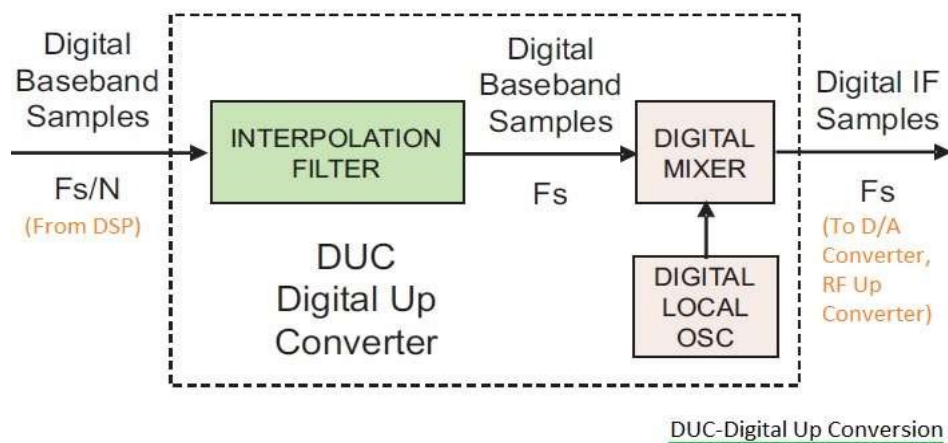 Digital
Baseband
Samples
Fs/N
(From DSP)
INTERPOLATION
FILTER
DUC
Digital Up
Converter
Digital
Baseband
Samples
Fs
DIGITAL
MIXER
DIGITAL
LOCAL
OSC
Digital IF
Samples
Fs
(To D/A
Converter,
RF Up
Converter)
DUC-Digital Up Conversion